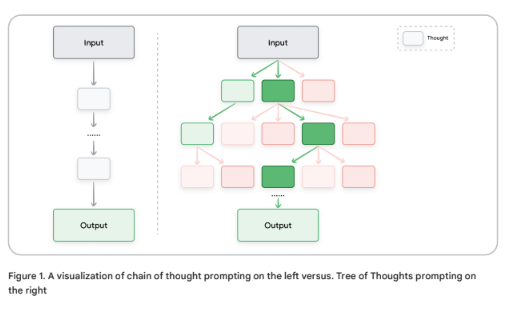 Input
Input
Thought
......
......
Output
Output
Figure 1. A visualization of chain of thought prompting on the left versus. Tree of Thoughts prompting on
the right